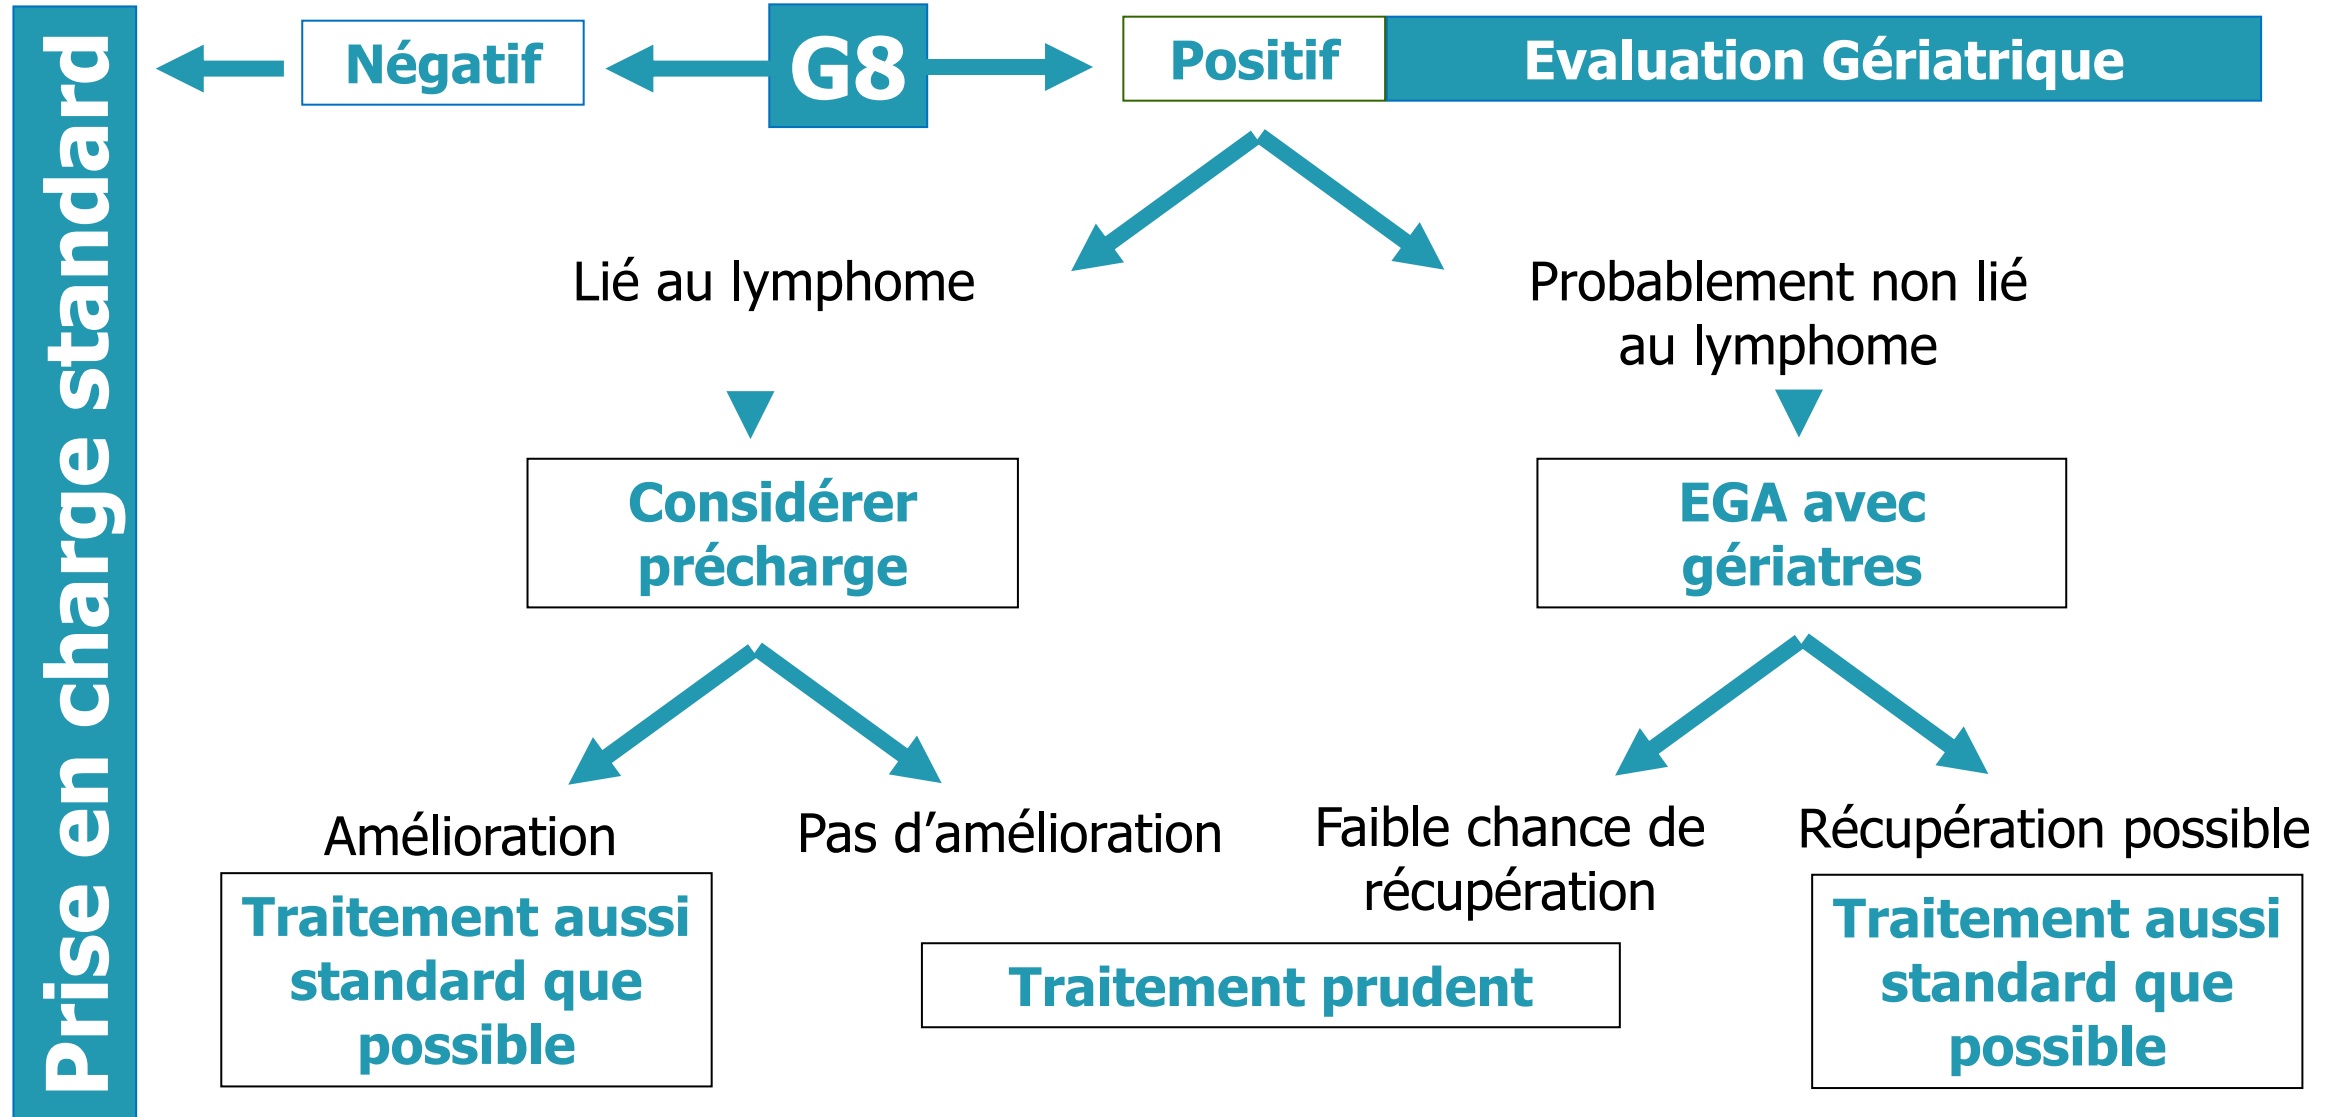 Prise en charge standard
Négatif
G8
Positif
Evaluation Gériatrique
Lié au lymphome
Probablement non lié
au lymphome
Considérer
précharge
EGA avec
gériatres
Amélioration
Pas d’amélioration
Faible chance de
récupération
Récupération possible
Traitement aussi
standard que
possible
Traitement prudent
Traitement aussi
standard que
possible